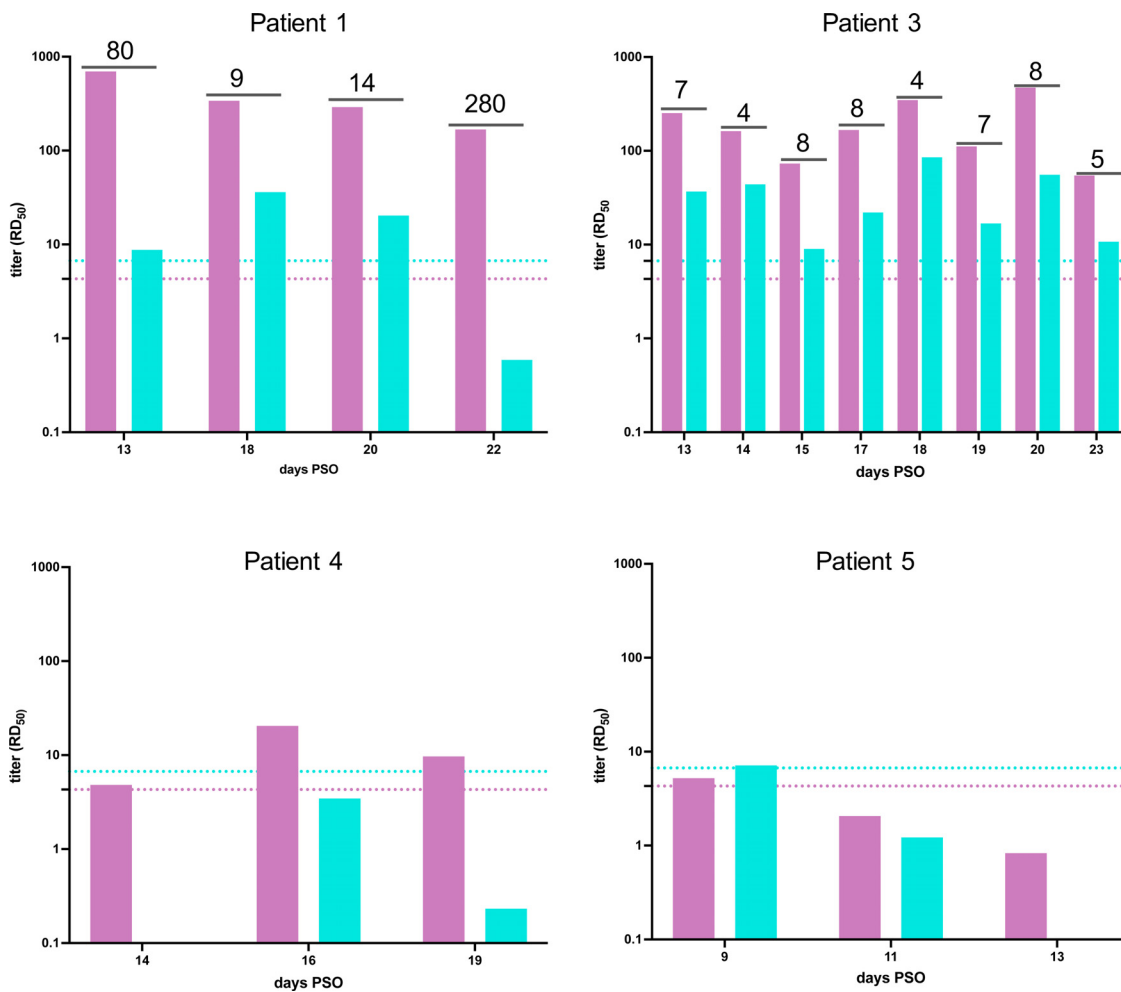 Patient 1
80
9
14
280
1000
100
10
1
0.1
titer (RD50)
13 18 20 22
days PSO
Patient 3
7
4
8
8
4
7
8
5
1000
100
10
1
0.1
titer (RD50
13 14 15 17 18 19 20 23
days PSO
Patient 4
1000
100
10
1
0.1
titer (RD50)
14 16 19
days PSO
Patient 5
1000
100
10
1
0.1
titer (RD50)
9 11 13
days PSO